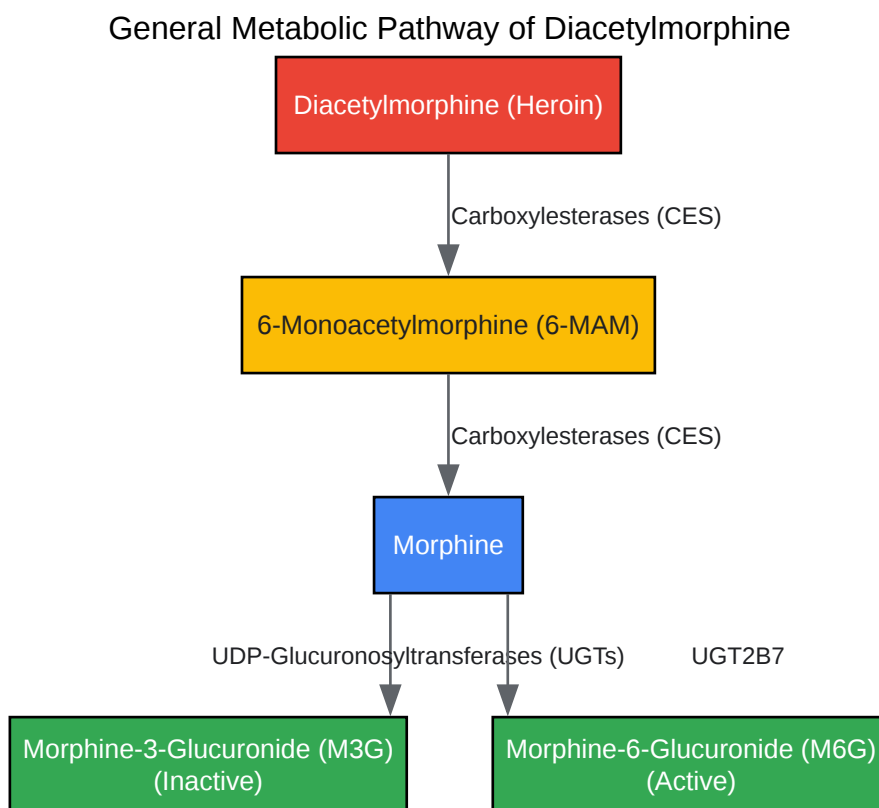 General Metabolic Pathway of Diacetylmorphine
Diacetylmorphine (Heroin)
Carboxylesterases (CES)
6-Monoacetylmorphine (6-MAM)
Carboxylesterases (CES)
Morphine
UDP-Glucuronosyltransferases (UGTs)
UGT2B7
Morphine-3-Glucuronide (M3G)
(Inactive)
Morphine-6-Glucuronide (M6G)
(Active)